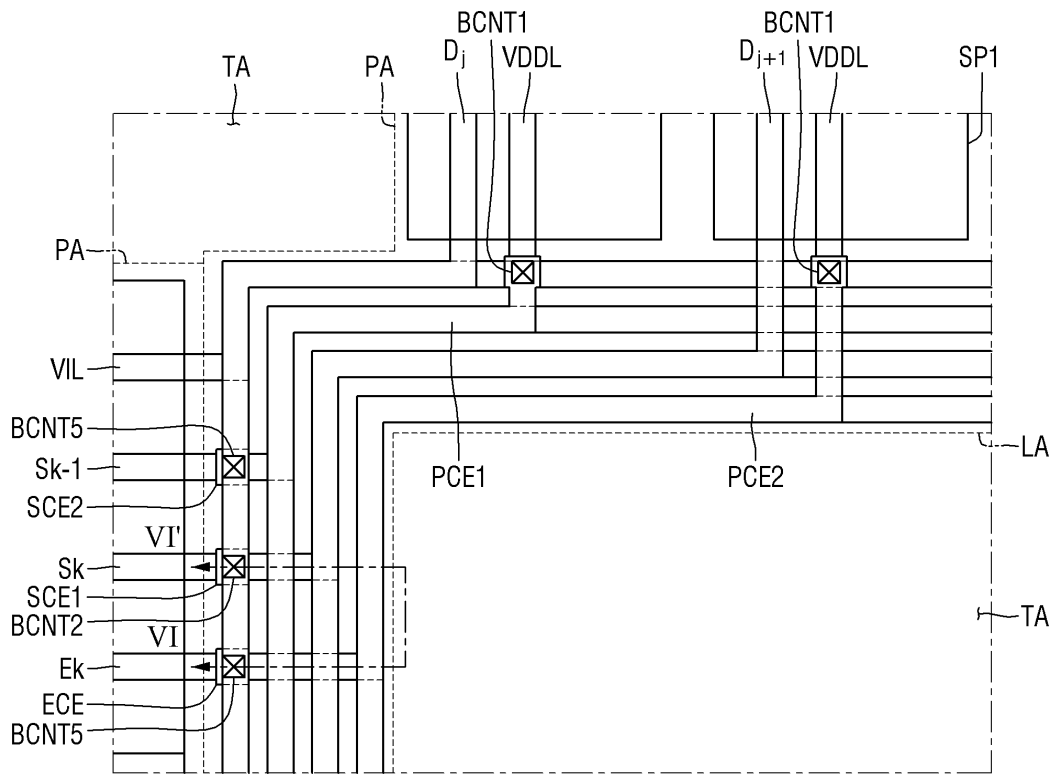 BCNT1
BCNT1
Dj
VDDL
Dj+1
VDDL
SP1
TA
PA
PA
VIL
BCNT5
Sk-1
SCE2
PCE1
PCE2
LA
VI'
Sk
SCE1
BCNT2
TA
VI
Ek
ECE
BCNT5